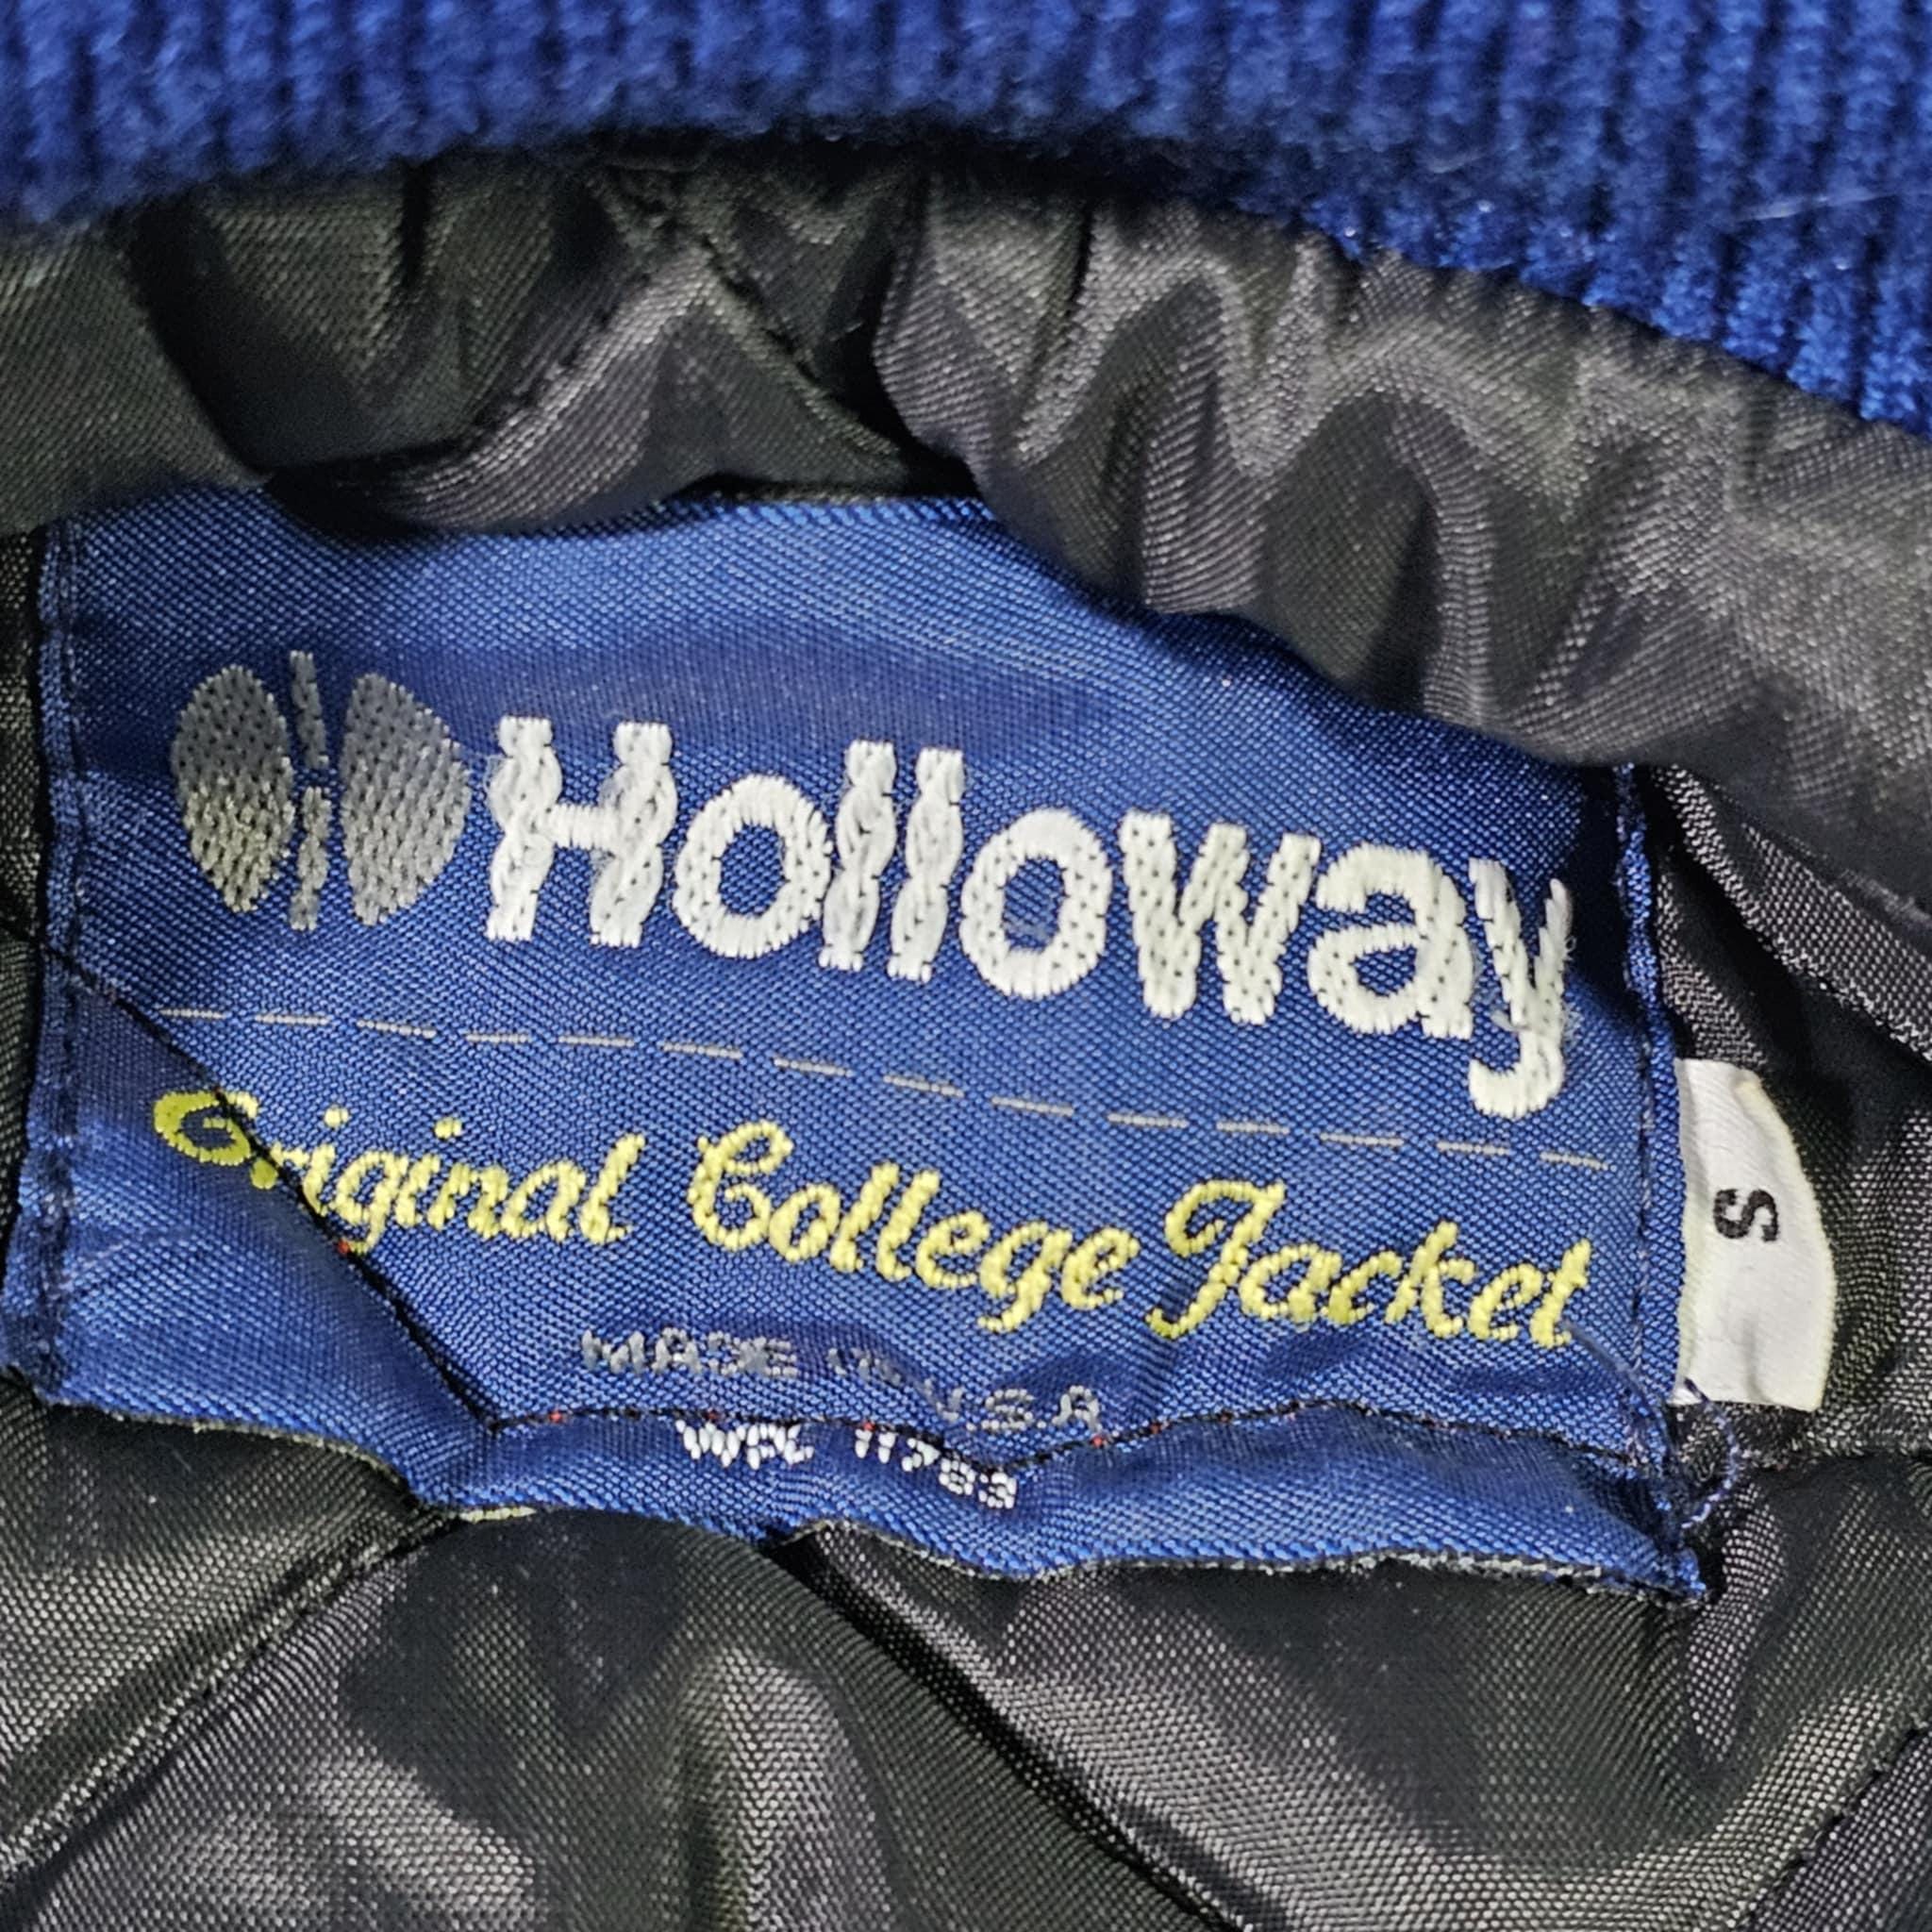 Holloway
Original College Jacket
MADE IN U.S.A
WPL 11783
S